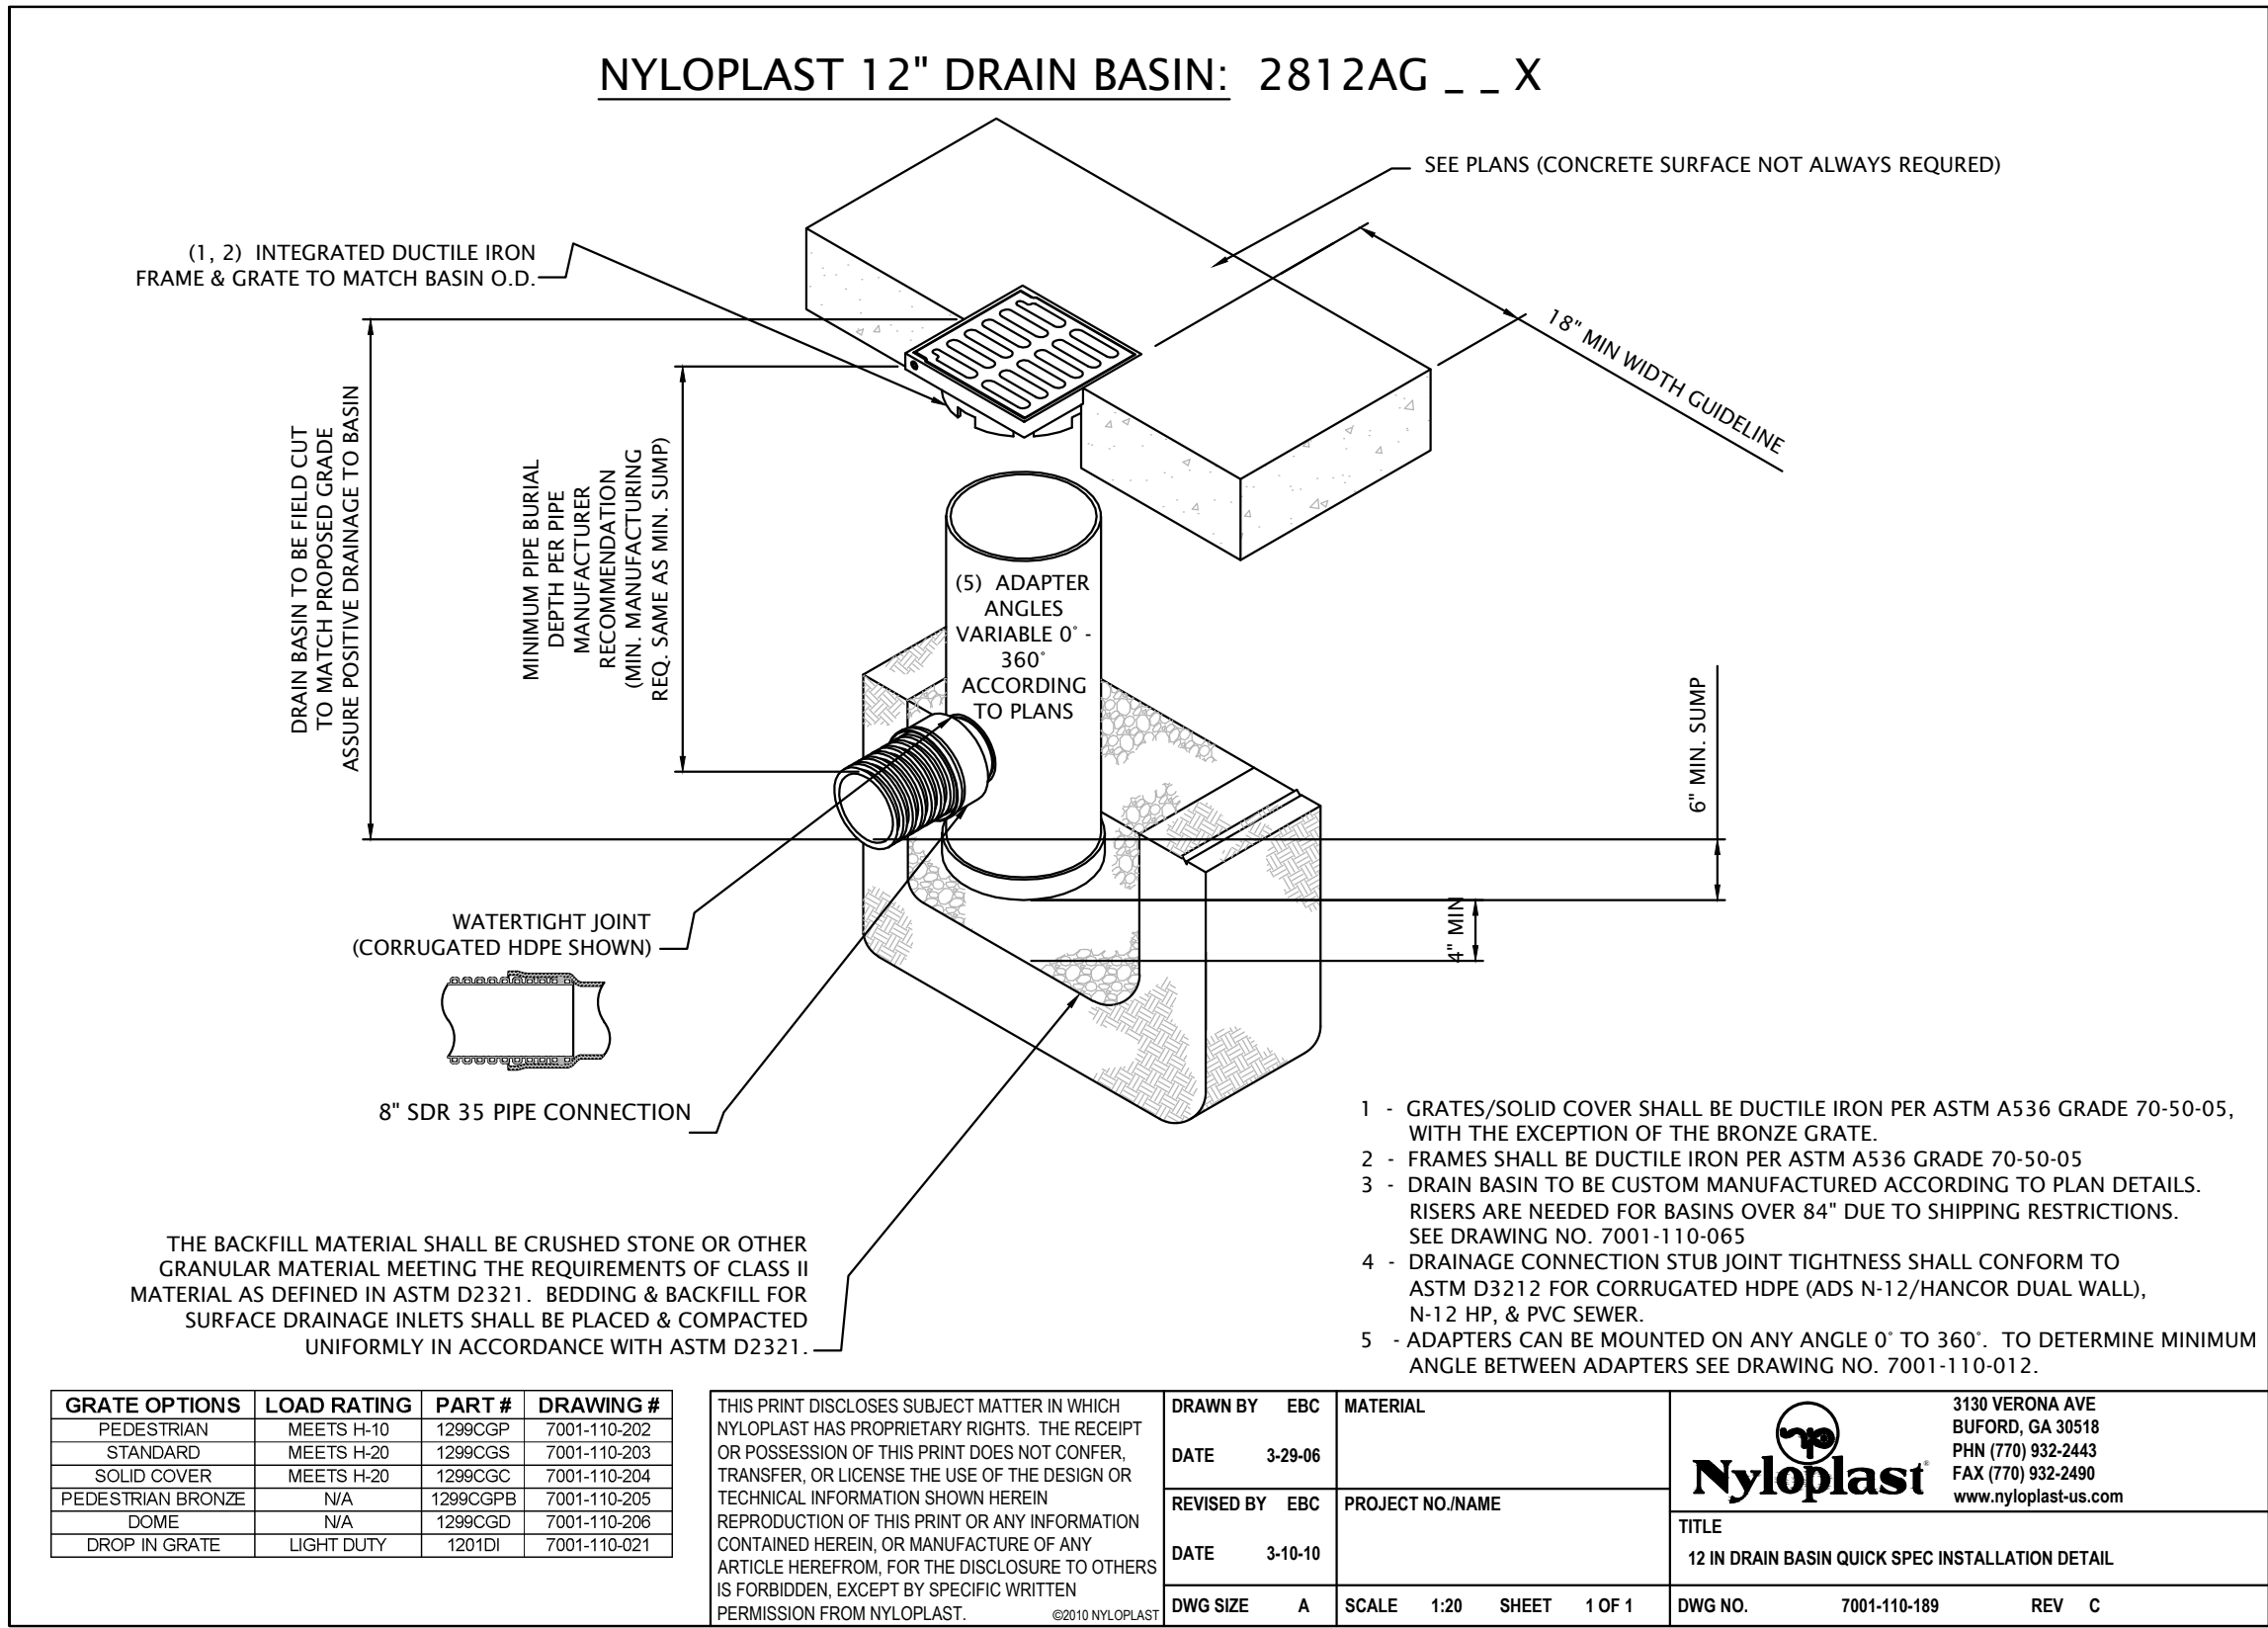 NYLOPLAST 12" DRAIN BASIN: 2812AG _ _ X
SEE PLANS (CONCRETE SURFACE NOT ALWAYS REQURED)
(1, 2) INTEGRATED DUCTILE IRON
FRAME & GRATE TO MATCH BASIN O.D.
18" MIN WIDTH GUIDELINE
DRAIN BASIN TO BE FIELD CUT
TO MATCH PROPOSED GRADE
ASSURE POSITIVE DRAINAGE TO BASIN
MINIMUM PIPE BURIAL
DEPTH PER PIPE
MANUFACTURER
RECOMMENDATION
(MIN. MANUFACTURING
REQ. SAME AS MIN. SUMP)
(5) ADAPTER
ANGLES
VARIABLE 0° -
360°
ACCORDING
TO PLANS
6" MIN. SUMP
4" MIN
WATERTIGHT JOINT
(CORRUGATED HDPE SHOWN)
8" SDR 35 PIPE CONNECTION
THE BACKFILL MATERIAL SHALL BE CRUSHED STONE OR OTHER
GRANULAR MATERIAL MEETING THE REQUIREMENTS OF CLASS II
MATERIAL AS DEFINED IN ASTM D2321. BEDDING & BACKFILL FOR
SURFACE DRAINAGE INLETS SHALL BE PLACED & COMPACTED
UNIFORMLY IN ACCORDANCE WITH ASTM D2321.
1 - GRATES/SOLID COVER SHALL BE DUCTILE IRON PER ASTM A536 GRADE 70-50-05,
WITH THE EXCEPTION OF THE BRONZE GRATE.
2 - FRAMES SHALL BE DUCTILE IRON PER ASTM A536 GRADE 70-50-05
3 - DRAIN BASIN TO BE CUSTOM MANUFACTURED ACCORDING TO PLAN DETAILS.
RISERS ARE NEEDED FOR BASINS OVER 84" DUE TO SHIPPING RESTRICTIONS.
SEE DRAWING NO. 7001-110-065
4 - DRAINAGE CONNECTION STUB JOINT TIGHTNESS SHALL CONFORM TO
ASTM D3212 FOR CORRUGATED HDPE (ADS N-12/HANCOR DUAL WALL),
N-12 HP, & PVC SEWER.
5 - ADAPTERS CAN BE MOUNTED ON ANY ANGLE 0° TO 360°. TO DETERMINE MINIMUM
ANGLE BETWEEN ADAPTERS SEE DRAWING NO. 7001-110-012.
GRATE OPTIONS LOAD RATING PART # DRAWING #
PEDESTRIAN MEETS H-10 1299CGP 7001-110-202
STANDARD MEETS H-20 1299CGS 7001-110-203
SOLID COVER MEETS H-20 1299CGC 7001-110-204
PEDESTRIAN BRONZE N/A 1299CGPB 7001-110-205
DOME N/A 1299CGD 7001-110-206
DROP IN GRATE LIGHT DUTY 1201DI 7001-110-021
THIS PRINT DISCLOSES SUBJECT MATTER IN WHICH
NYLOPLAST HAS PROPRIETARY RIGHTS. THE RECEIPT
OR POSSESSION OF THIS PRINT DOES NOT CONFER,
TRANSFER, OR LICENSE THE USE OF THE DESIGN OR
TECHNICAL INFORMATION SHOWN HEREIN
REPRODUCTION OF THIS PRINT OR ANY INFORMATION
CONTAINED HEREIN, OR MANUFACTURE OF ANY
ARTICLE HEREFROM, FOR THE DISCLOSURE TO OTHERS
IS FORBIDDEN, EXCEPT BY SPECIFIC WRITTEN
PERMISSION FROM NYLOPLAST. ©2010 NYLOPLAST
DRAWN BY EBC
DATE 3-29-06
REVISED BY EBC
DATE 3-10-10
DWG SIZE A
MATERIAL
PROJECT NO./NAME
SCALE 1:20 SHEET 1 OF 1
Nyloplast®
3130 VERONA AVE
BUFORD, GA 30518
PHN (770) 932-2443
FAX (770) 932-2490
www.nyloplast-us.com
TITLE
12 IN DRAIN BASIN QUICK SPEC INSTALLATION DETAIL
DWG NO. 7001-110-189 REV C